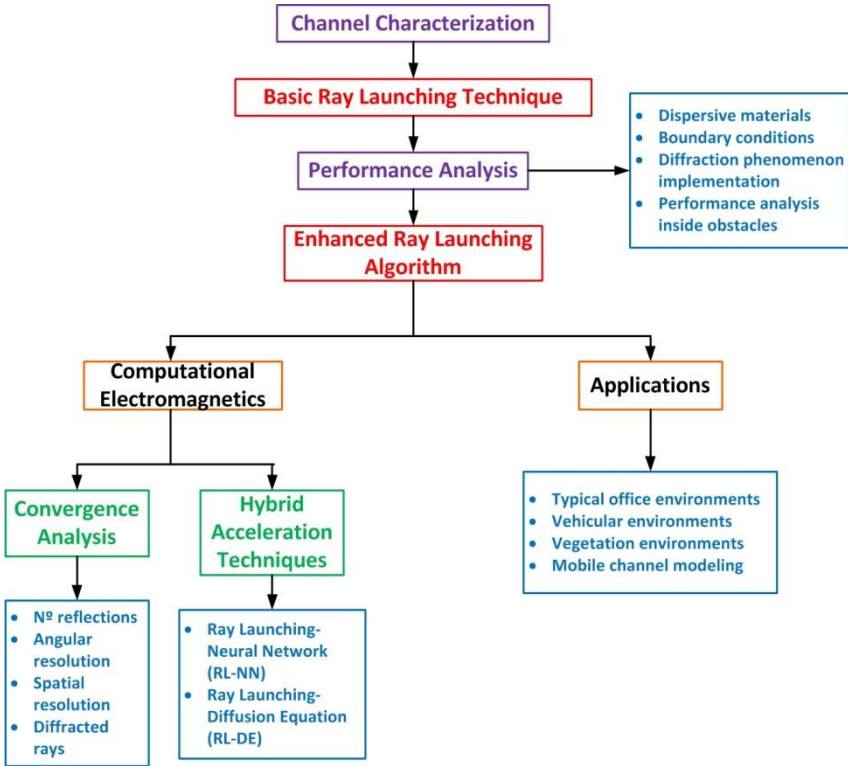 Channel Characterization
Basic Ray Launching Technique
Performance Analysis
• Dispersive materials
• Boundary conditions
• Diffraction phenomenon
implementation
• Performance analysis
inside obstacles
Enhanced Ray Launching
Algorithm
Computational
Electromagnetics
Applications
Convergence
Analysis
Hybrid
Acceleration
Techniques
• Typical office environments
• Vehicular environments
• Vegetation environments
• Mobile channel modeling
• Nº reflections
• Angular
resolution
• Spatial
resolution
• Diffracted
rays
• Ray Launching-
Neural Network
(RL-NN)
• Ray Launching-
Diffusion Equation
(RL-DE)